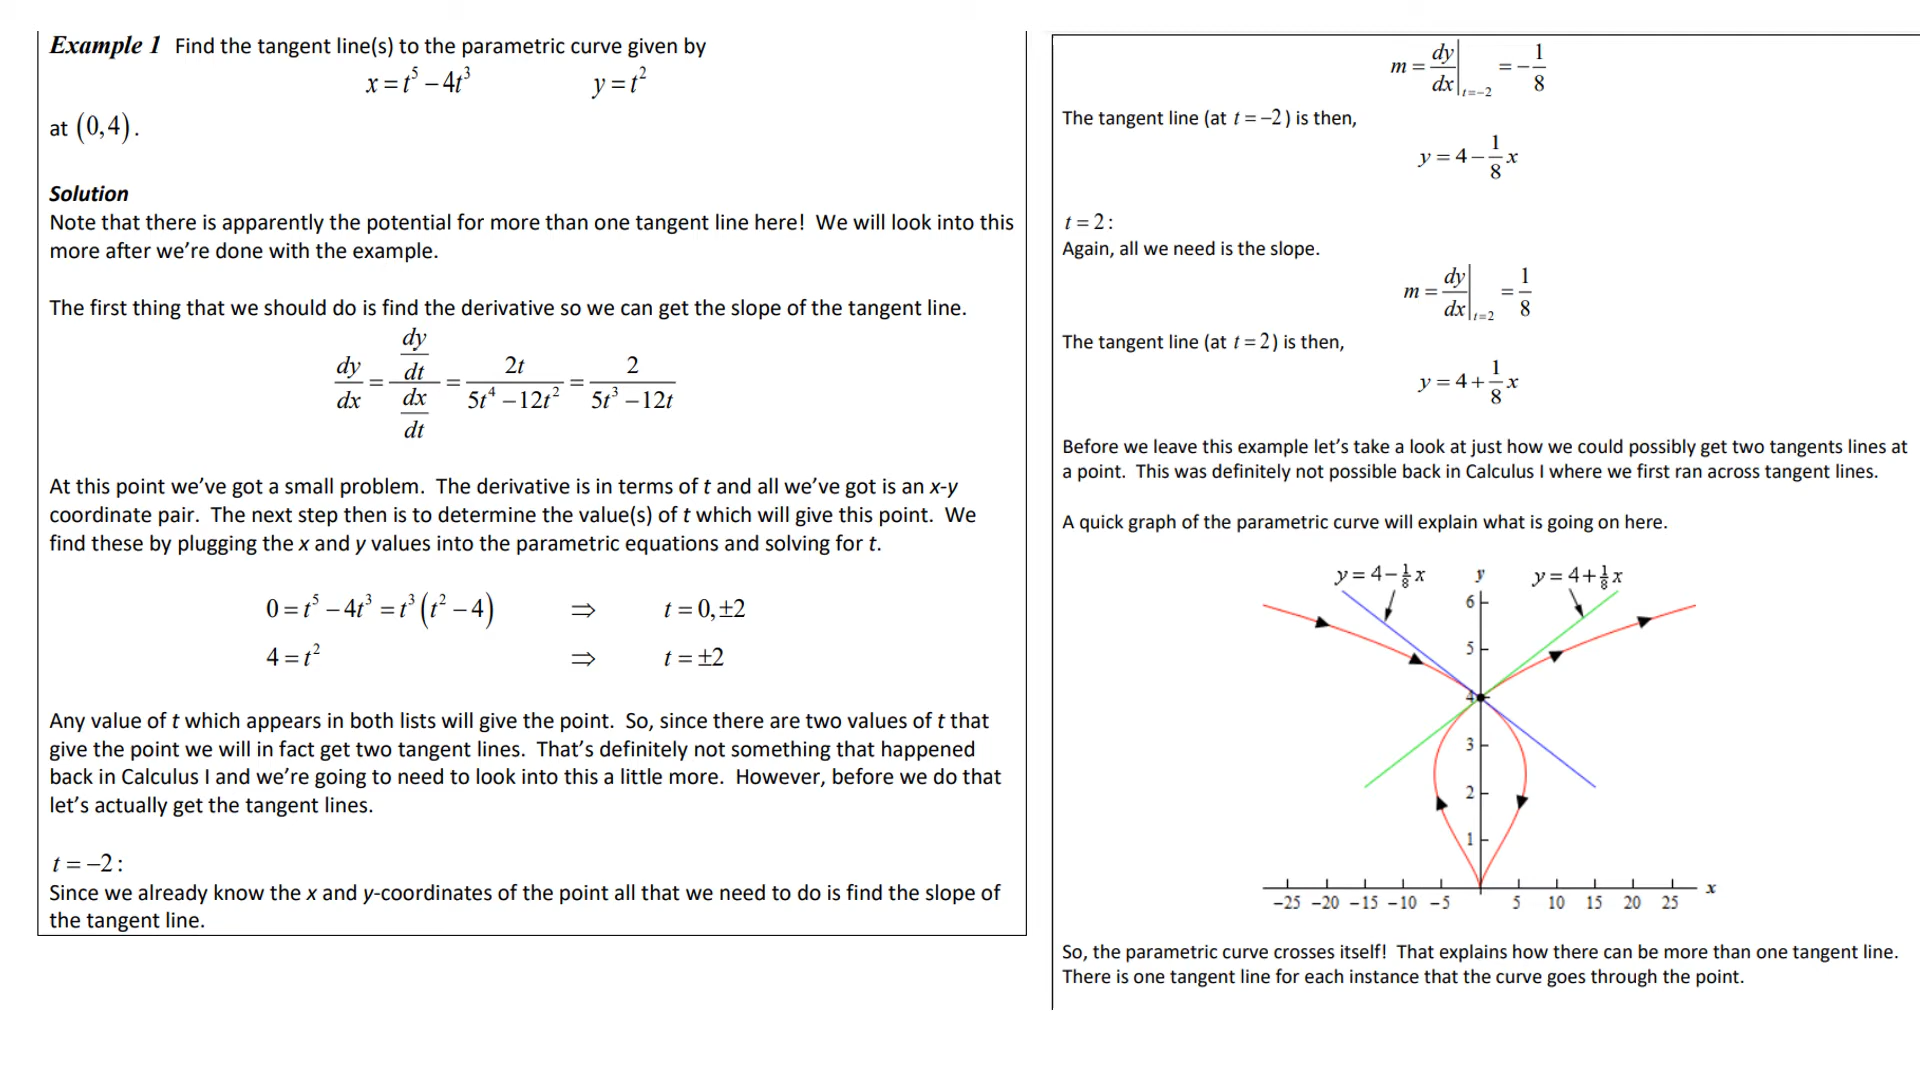 Example 1 Find the tangent line(s) to the parametric curve given by
x = t⁵ − 4t³ y = t²
at (0,4).
Solution
Note that there is apparently the potential for more than one tangent line here! We will look into this
more after we’re done with the example.
The first thing that we should do is find the derivative so we can get the slope of the tangent line.
dy/dx = (dy/dt)/(dx/dt) = 2t/(5t⁴ − 12t²) = 2/(5t³ − 12t)
At this point we’ve got a small problem. The derivative is in terms of t and all we’ve got is an x-y
coordinate pair. The next step then is to determine the value(s) of t which will give this point. We
find these by plugging the x and y values into the parametric equations and solving for t.
0 = t⁵ − 4t³ = t³(t² − 4) ⇒ t = 0, ±2
4 = t² ⇒ t = ±2
Any value of t which appears in both lists will give the point. So, since there are two values of t that
give the point we will in fact get two tangent lines. That’s definitely not something that happened
back in Calculus I and we’re going to need to look into this a little more. However, before we do that
let’s actually get the tangent lines.
t = −2:
Since we already know the x and y-coordinates of the point all that we need to do is find the slope of
the tangent line.
m = dy/dx|t=−2 = −1/8
The tangent line (at t = −2) is then,
y = 4 − 1/8 x
t = 2:
Again, all we need is the slope.
m = dy/dx|t=2 = 1/8
The tangent line (at t = 2) is then,
y = 4 + 1/8 x
Before we leave this example let’s take a look at just how we could possibly get two tangents lines at
a point. This was definitely not possible back in Calculus I where we first ran across tangent lines.
A quick graph of the parametric curve will explain what is going on here.
y = 4 − 1/8 x y y = 4 + 1/8 x
6
5
4
3
2
1
−25 −20 −15 −10 −5 5 10 15 20 25 x
So, the parametric curve crosses itself! That explains how there can be more than one tangent line.
There is one tangent line for each instance that the curve goes through the point.